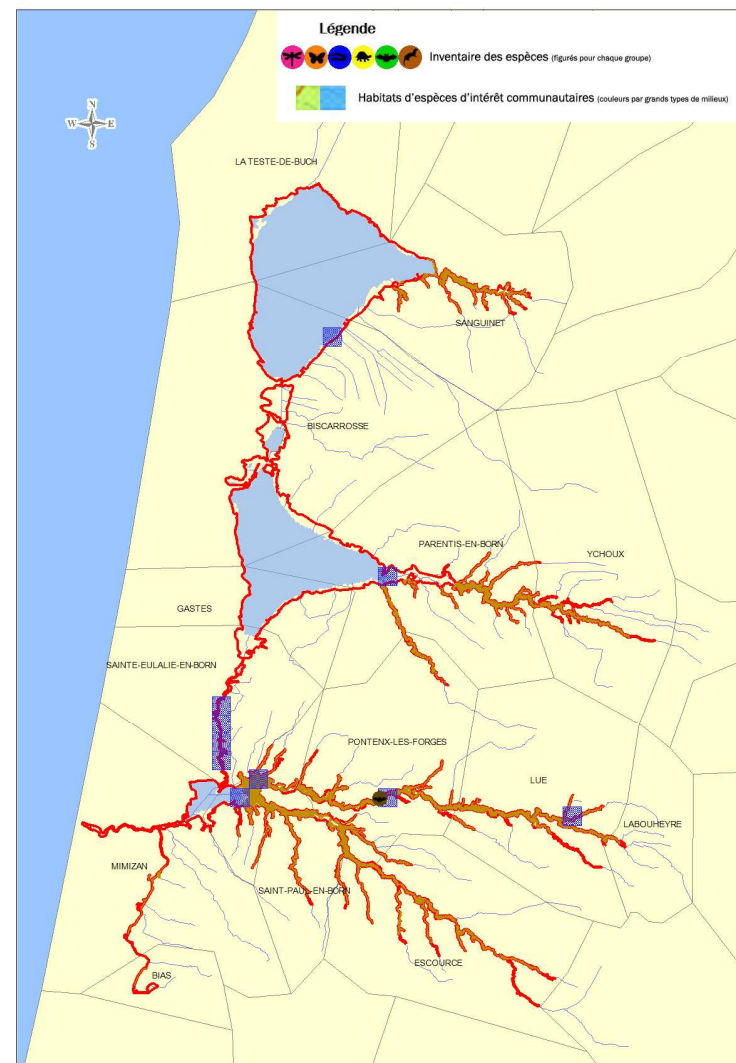 Légende
Inventaire des espèces (figurés pour chaque groupe)
Habitats d'espèces d'intérêt communautaires (couleurs par grands types de milieux)
N
W E
S
LA TESTE-DE-BUCH
SANGUINET
BISCARROSSE
PARENTIS-EN-BORN
YCHOUX
GASTES
SAINTE-EULALIE-EN-BORN
PONTENX-LES-FORGES
LUE
LABOUHEYRE
MIMIZAN
SAINT-PAUL-EN-BORN
ESCOURCE
BIAS